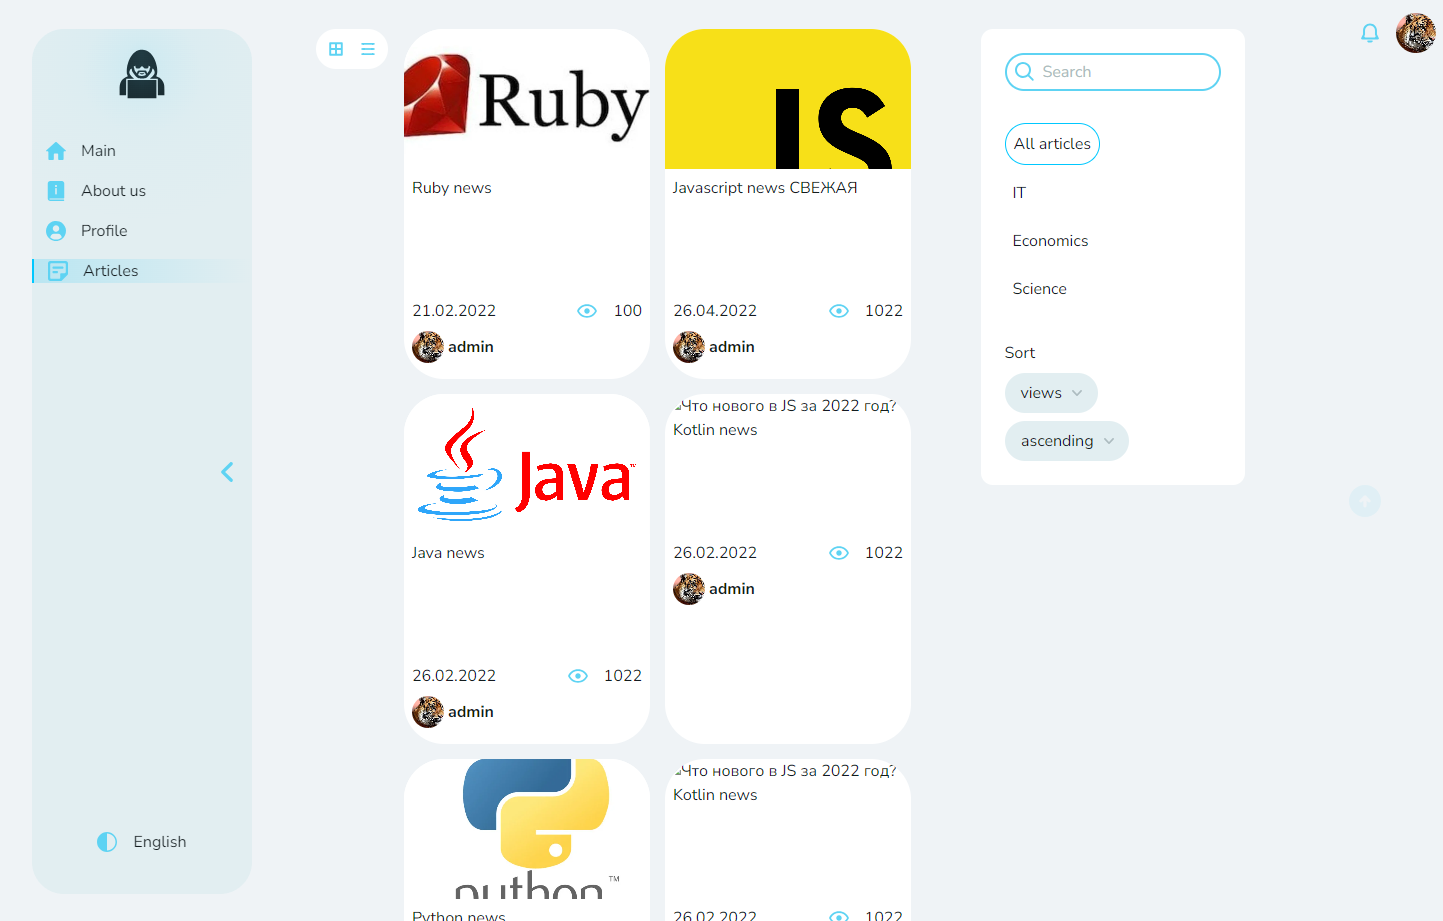 Main
About us
Profile
Articles
English
Ruby
Ruby news
21.02.2022 100
admin
JS
Javascript news СВЕЖАЯ
26.04.2022 1022
admin
Java™
Java news
26.02.2022 1022
admin
Что нового в JS за 2022 год?
Kotlin news
26.02.2022 1022
admin
python™
Python news
Что нового в JS за 2022 год?
Kotlin news
26.02.2022 1022
Search
All articles
IT
Economics
Science
Sort
views
ascending